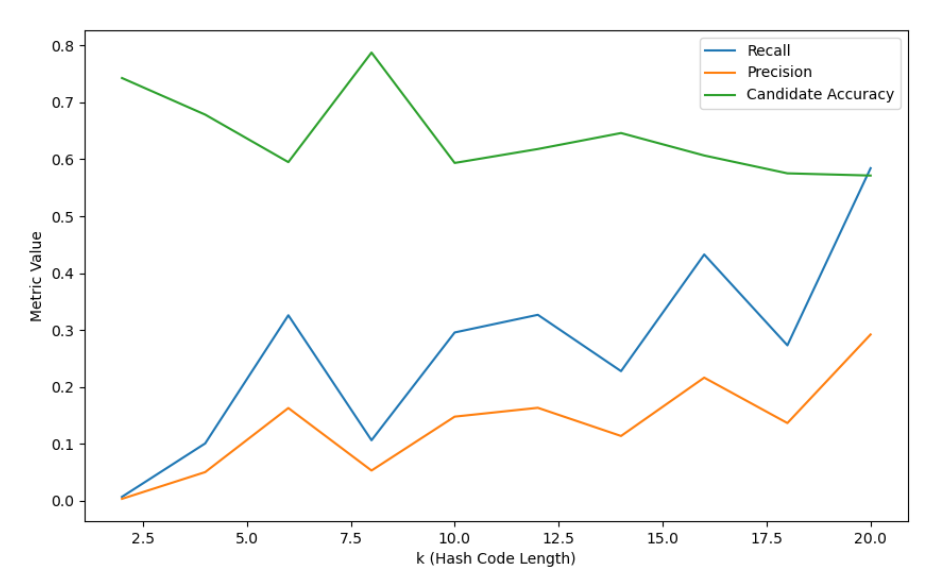 0.8
0.7
0.6
0.5
0.4
0.3
0.2
0.1
0.0
Metric Value
Recall
Precision
Candidate Accuracy
2.5 5.0 7.5 10.0 12.5 15.0 17.5 20.0
k (Hash Code Length)